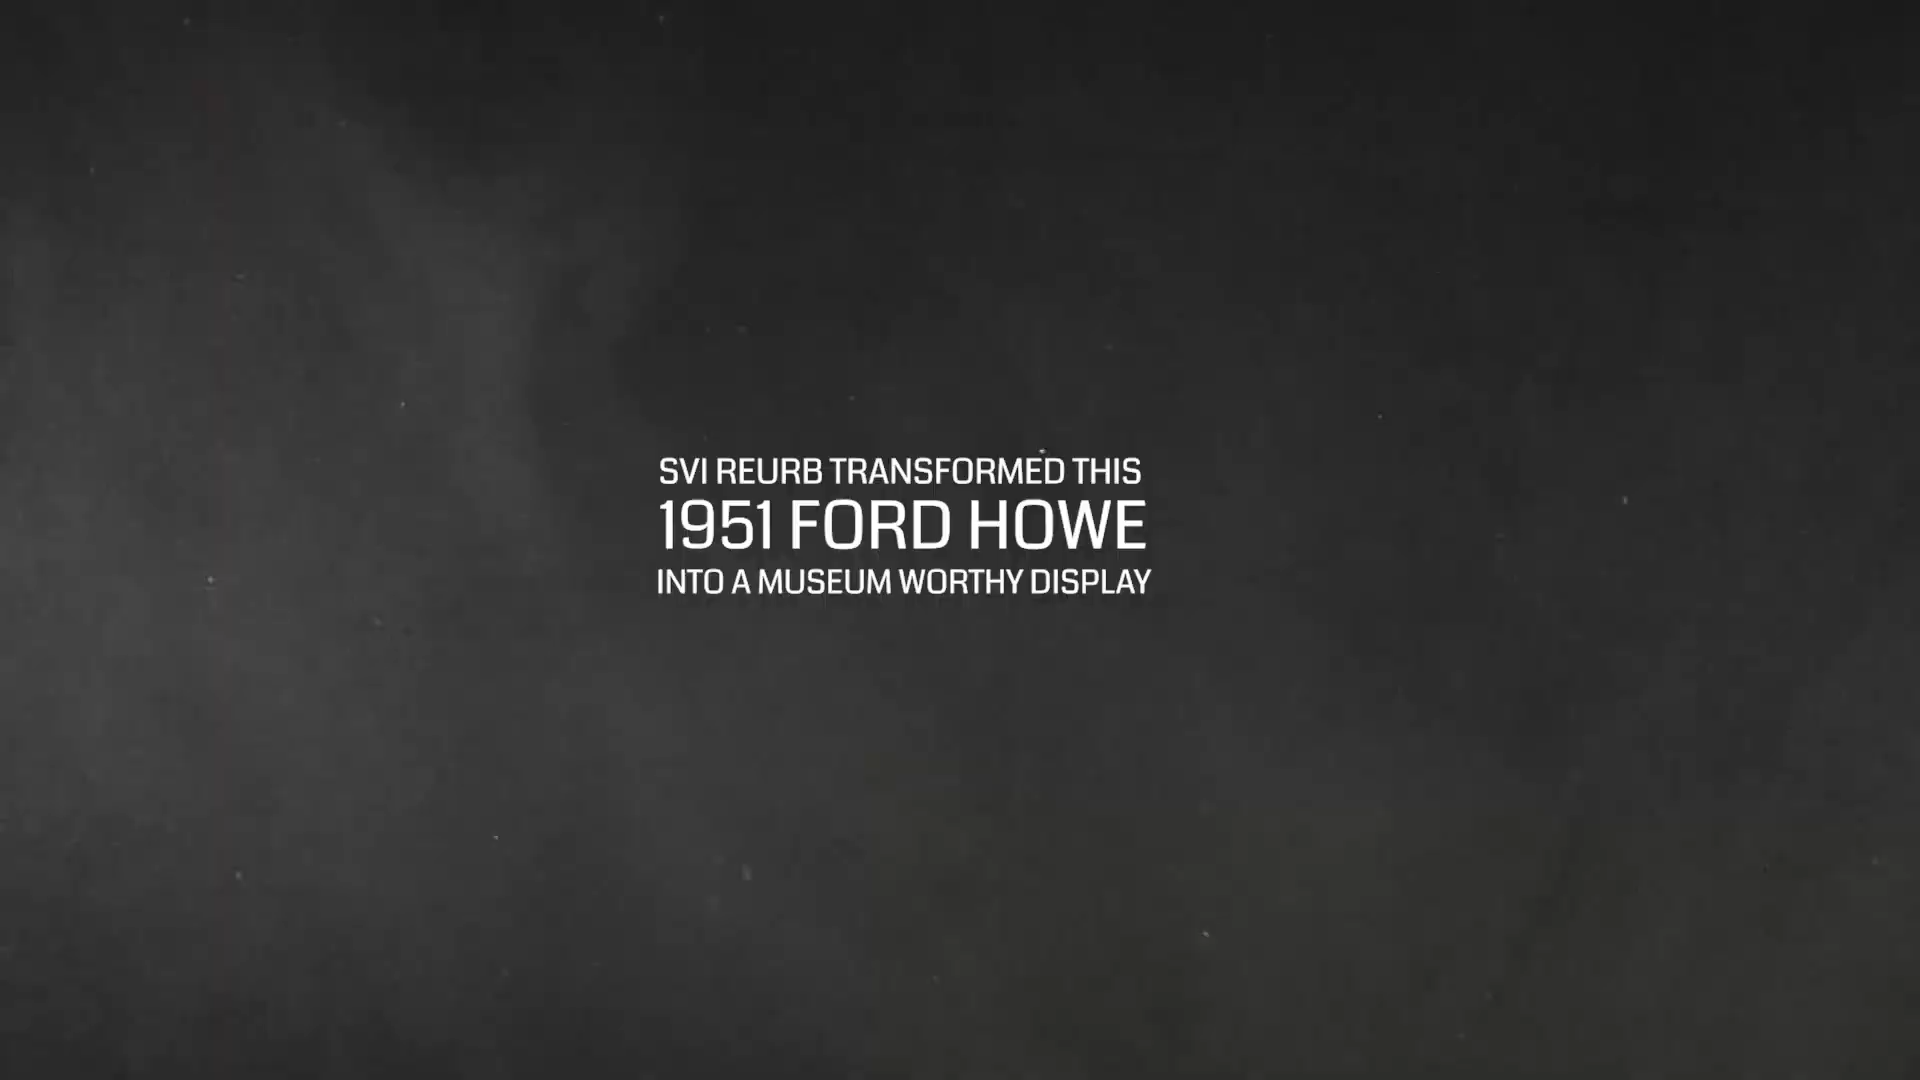 SVI REURB TRANSFORMED THIS
1951 FORD HOWE
INTO A MUSEUM WORTHY DISPLAY